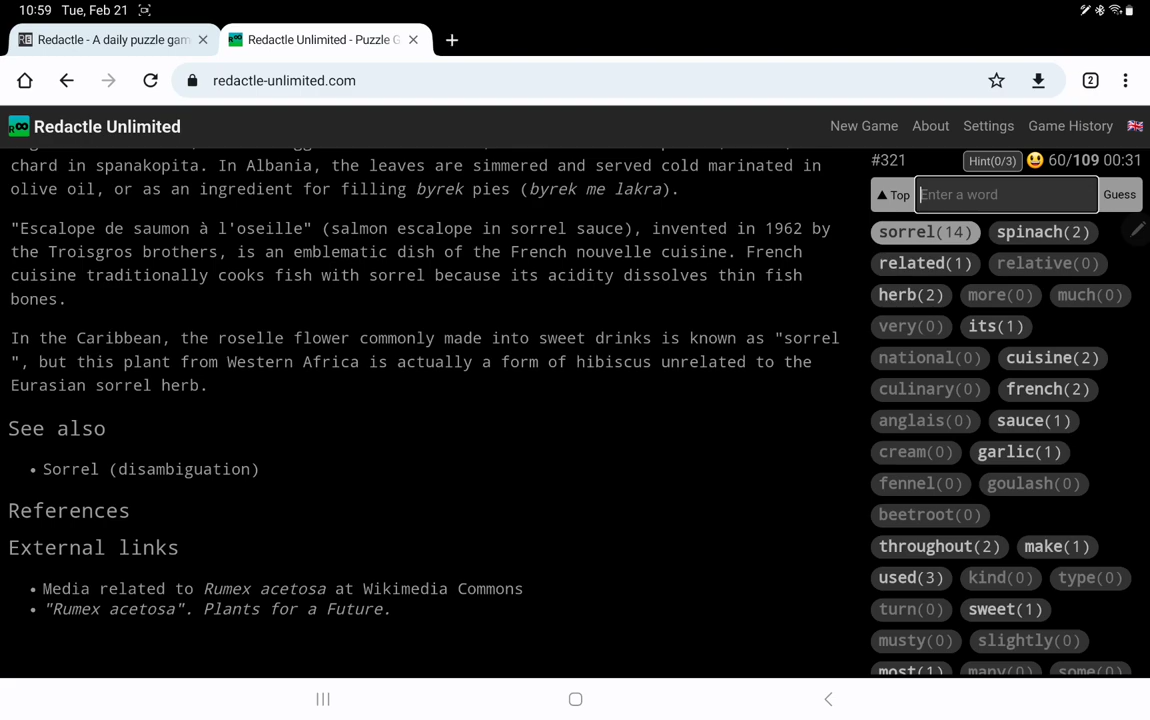 10:59 Tue, Feb 21
Redactle - A daily puzzle gam
Redactle Unlimited - Puzzle G
redactle-unlimited.com
2
Redactle Unlimited
New Game About Settings Game History
chard in spanakopita. In Albania, the leaves are simmered and served cold marinated in
olive oil, or as an ingredient for filling byrek pies (byrek me lakra).
"Escalope de saumon à l'oseille" (salmon escalope in sorrel sauce), invented in 1962 by
the Troisgros brothers, is an emblematic dish of the French nouvelle cuisine. French
cuisine traditionally cooks fish with sorrel because its acidity dissolves thin fish
bones.
In the Caribbean, the roselle flower commonly made into sweet drinks is known as "sorrel
", but this plant from Western Africa is actually a form of hibiscus unrelated to the
Eurasian sorrel herb.
See also
• Sorrel (disambiguation)
References
External links
• Media related to Rumex acetosa at Wikimedia Commons
• "Rumex acetosa". Plants for a Future.
#321 Hint(0/3) 60/109 00:31
▲ Top Enter a word Guess
sorrel(14) spinach(2)
related(1) relative(0)
herb(2) more(0) much(0)
very(0) its(1)
national(0) cuisine(2)
culinary(0) french(2)
anglais(0) sauce(1)
cream(0) garlic(1)
fennel(0) goulash(0)
beetroot(0)
throughout(2) make(1)
used(3) kind(0) type(0)
turn(0) sweet(1)
musty(0) slightly(0)
most(1) many(0) some(0)